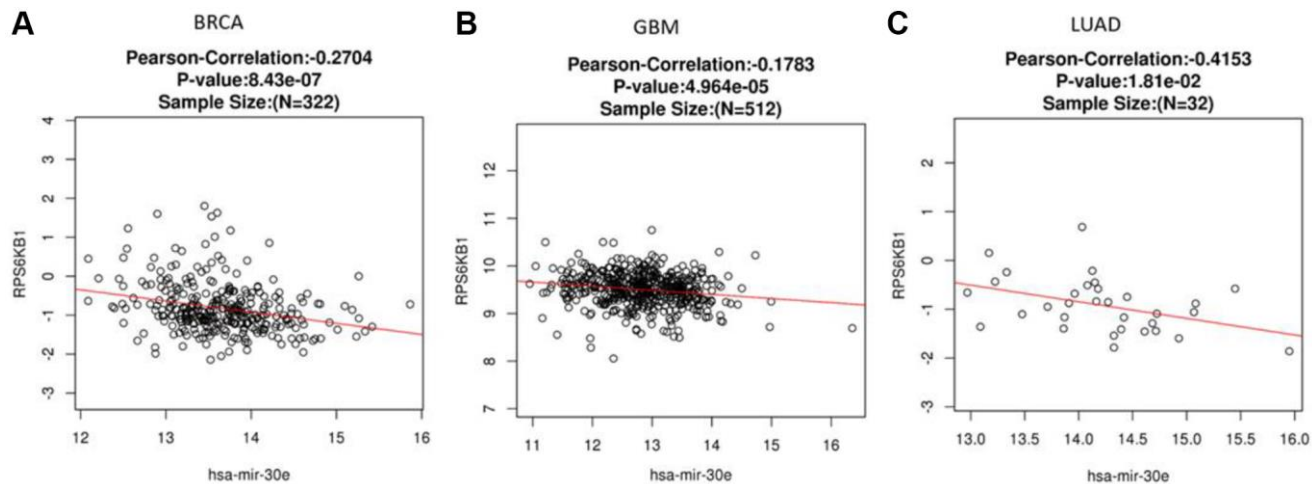 A
BRCA
Pearson-Correlation:-0.2704
P-value:8.43e-07
Sample Size:(N=322)
RPS6KB1
4
3
2
1
0
-1
-2
-3
12
13
14
15
16
hsa-mir-30e
B
GBM
Pearson-Correlation:-0.1783
P-value:4.964e-05
Sample Size:(N=512)
RPS6KB1
12
11
10
9
8
7
11
12
13
14
15
16
hsa-mir-30e
C
LUAD
Pearson-Correlation:-0.4153
P-value:1.81e-02
Sample Size:(N=32)
RPS6KB1
2
1
0
-1
-2
-3
13.0
13.5
14.0
14.5
15.0
15.5
16.0
hsa-mir-30e